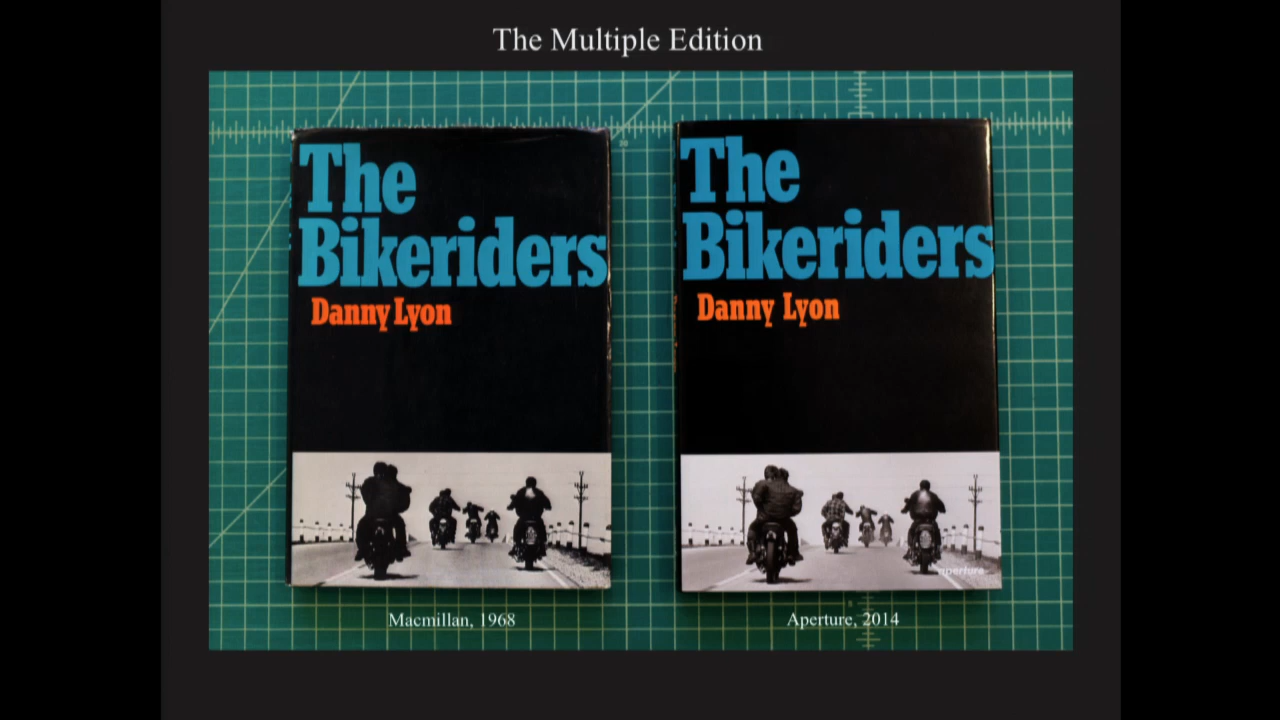 The Multiple Edition
The
Bikeriders
Danny Lyon
The
Bikeriders
Danny Lyon
aperture
Macmillan, 1968
Aperture, 2014